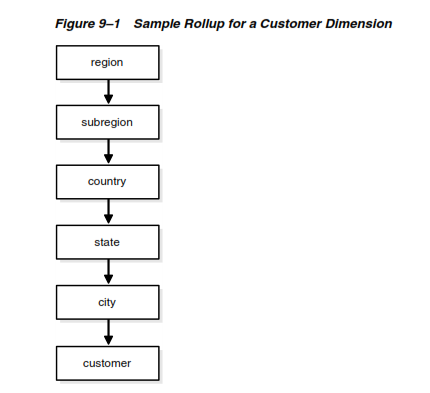 Figure 9–1 Sample Rollup for a Customer Dimension
region
subregion
country
state
city
customer